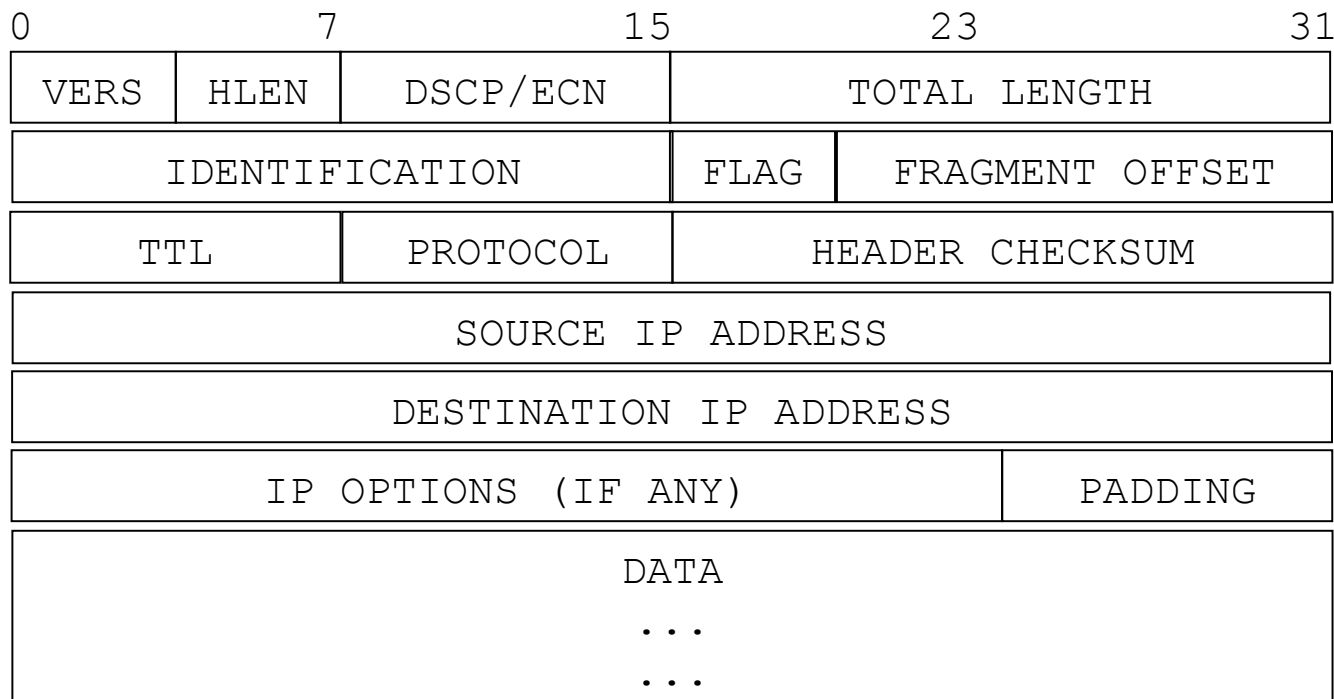 0 7 15 23 31
VERS HLEN DSCP/ECN TOTAL LENGTH
IDENTIFICATION FLAG FRAGMENT OFFSET
TTL PROTOCOL HEADER CHECKSUM
SOURCE IP ADDRESS
DESTINATION IP ADDRESS
IP OPTIONS (IF ANY) PADDING
DATA
...
...